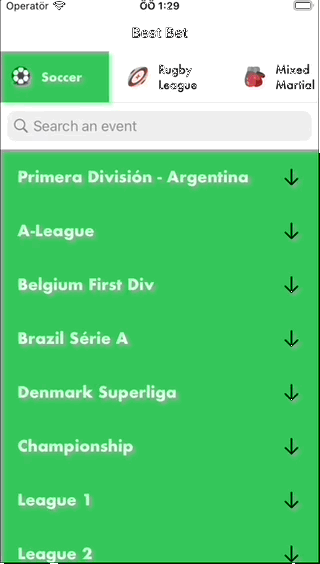 Operatör ÖÖ 1:29
Best Bet
Soccer
Rugby
League
Mixed
Martial
Search an event
Primera División - Argentina
A-League
Belgium First Div
Brazil Série A
Denmark Superliga
Championship
League 1
League 2